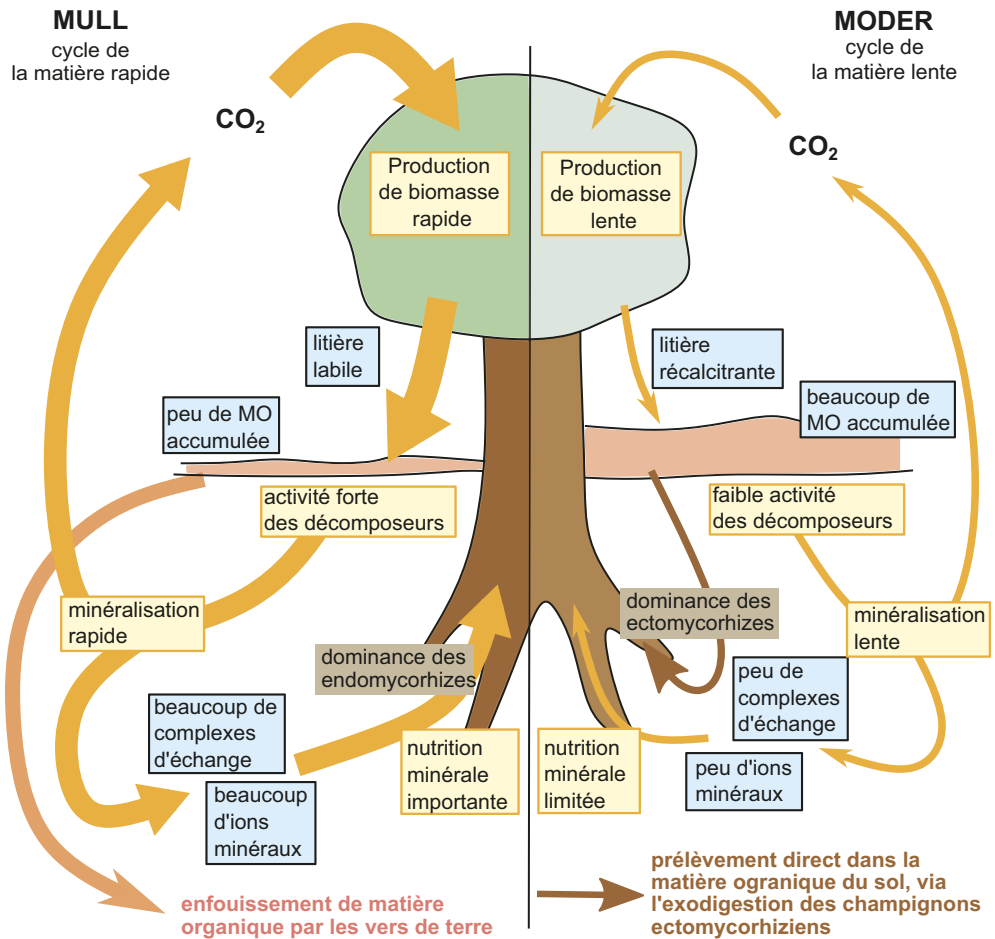 MULL
cycle de
la matière rapide
MODER
cycle de
la matière lente
CO2
CO2
Production
de biomasse
rapide
Production
de biomasse
lente
litière
labile
litière
récalcitrante
peu de MO
accumulée
beaucoup de
MO accumulée
activité forte
des décomposeurs
faible activité
des décomposeurs
minéralisation
rapide
dominance des
ectomycorhizes
minéralisation
lente
dominance des
endomycorhizes
beaucoup de
complexes
d'échange
peu de
complexes
d'échange
nutrition
minérale
importante
nutrition
minérale
limitée
peu d'ions
minéraux
beaucoup
d'ions
minéraux
enfouissement de matière
organique par les vers de terre
prélèvement direct dans la
matière ogranique du sol, via
l'exodigestion des champignons
ectomycorhiziens